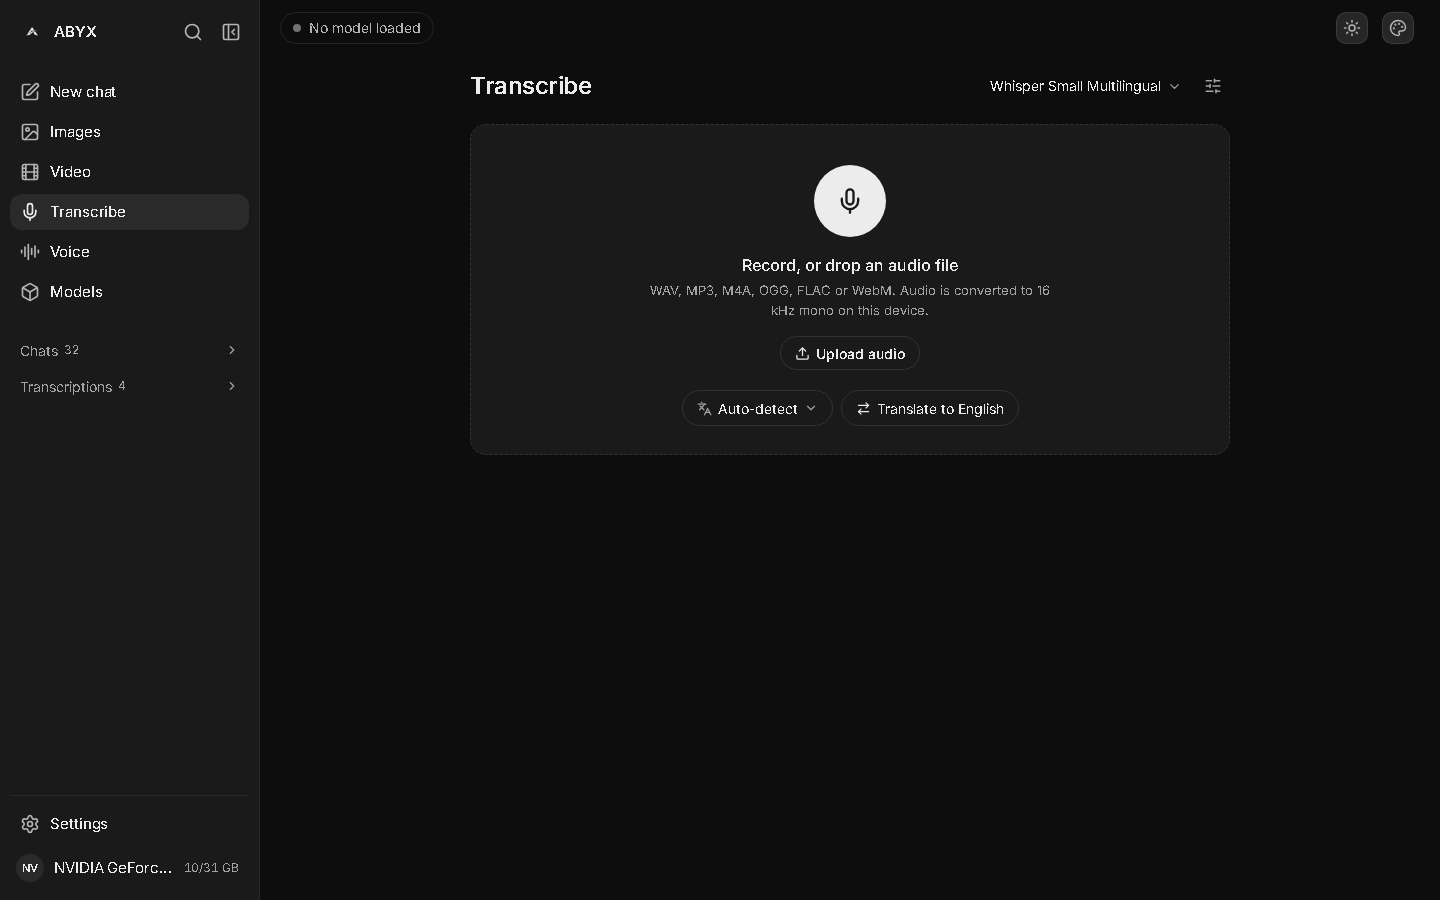 ABYX
New chat
Images
Video
Transcribe
Voice
Models
Chats 32
Transcriptions 4
Settings
NV NVIDIA GeForc... 10/31 GB
No model loaded
Transcribe
Whisper Small Multilingual
Record, or drop an audio file
WAV, MP3, M4A, OGG, FLAC or WebM. Audio is converted to 16
kHz mono on this device.
Upload audio
Auto-detect
Translate to English